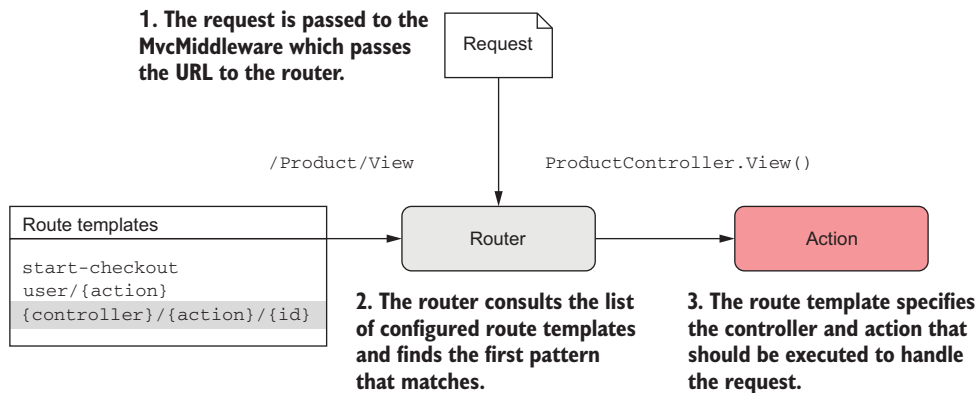 1. The request is passed to the
MvcMiddleware which passes
the URL to the router.
Request
/Product/View
ProductController.View()
Route templates
start-checkout
user/{action}
{controller}/{action}/{id}
Router
Action
2. The router consults the list
of configured route templates
and finds the first pattern
that matches.
3. The route template specifies
the controller and action that
should be executed to handle
the request.